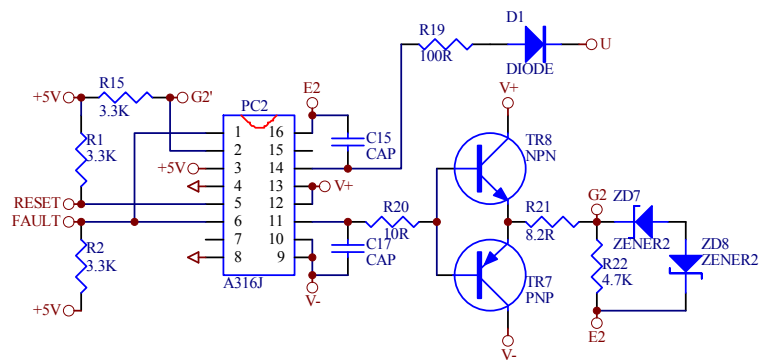 D1
R19
100R
DIODE
U
V+
E2
+5V
R15
3.3K
G2'
PC2
R1
3.3K
1
2
3
4
5
6
7
8
16
15
14
13
12
11
10
9
C15
CAP
TR8
NPN
+5V
V+
RESET
FAULT
R20
10R
R21
8.2R
G2
ZD7
ZENER2
ZD8
ZENER2
R2
3.3K
C17
CAP
R22
4.7K
TR7
PNP
A316J
V-
+5V
E2
V-